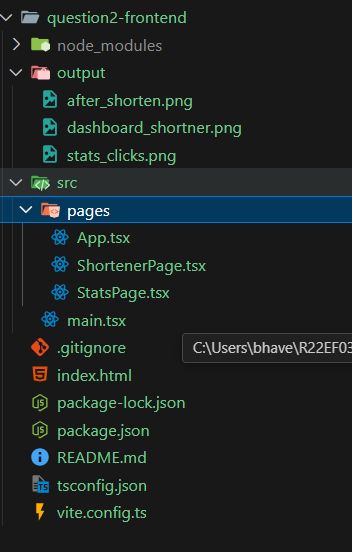 question2-frontend
node_modules
output
after_shorten.png
dashboard_shortner.png
stats_clicks.png
src
pages
App.tsx
ShortenerPage.tsx
StatsPage.tsx
main.tsx
.gitignore
C:\Users\bhave\R22EF03
index.html
package-lock.json
package.json
README.md
tsconfig.json
vite.config.ts